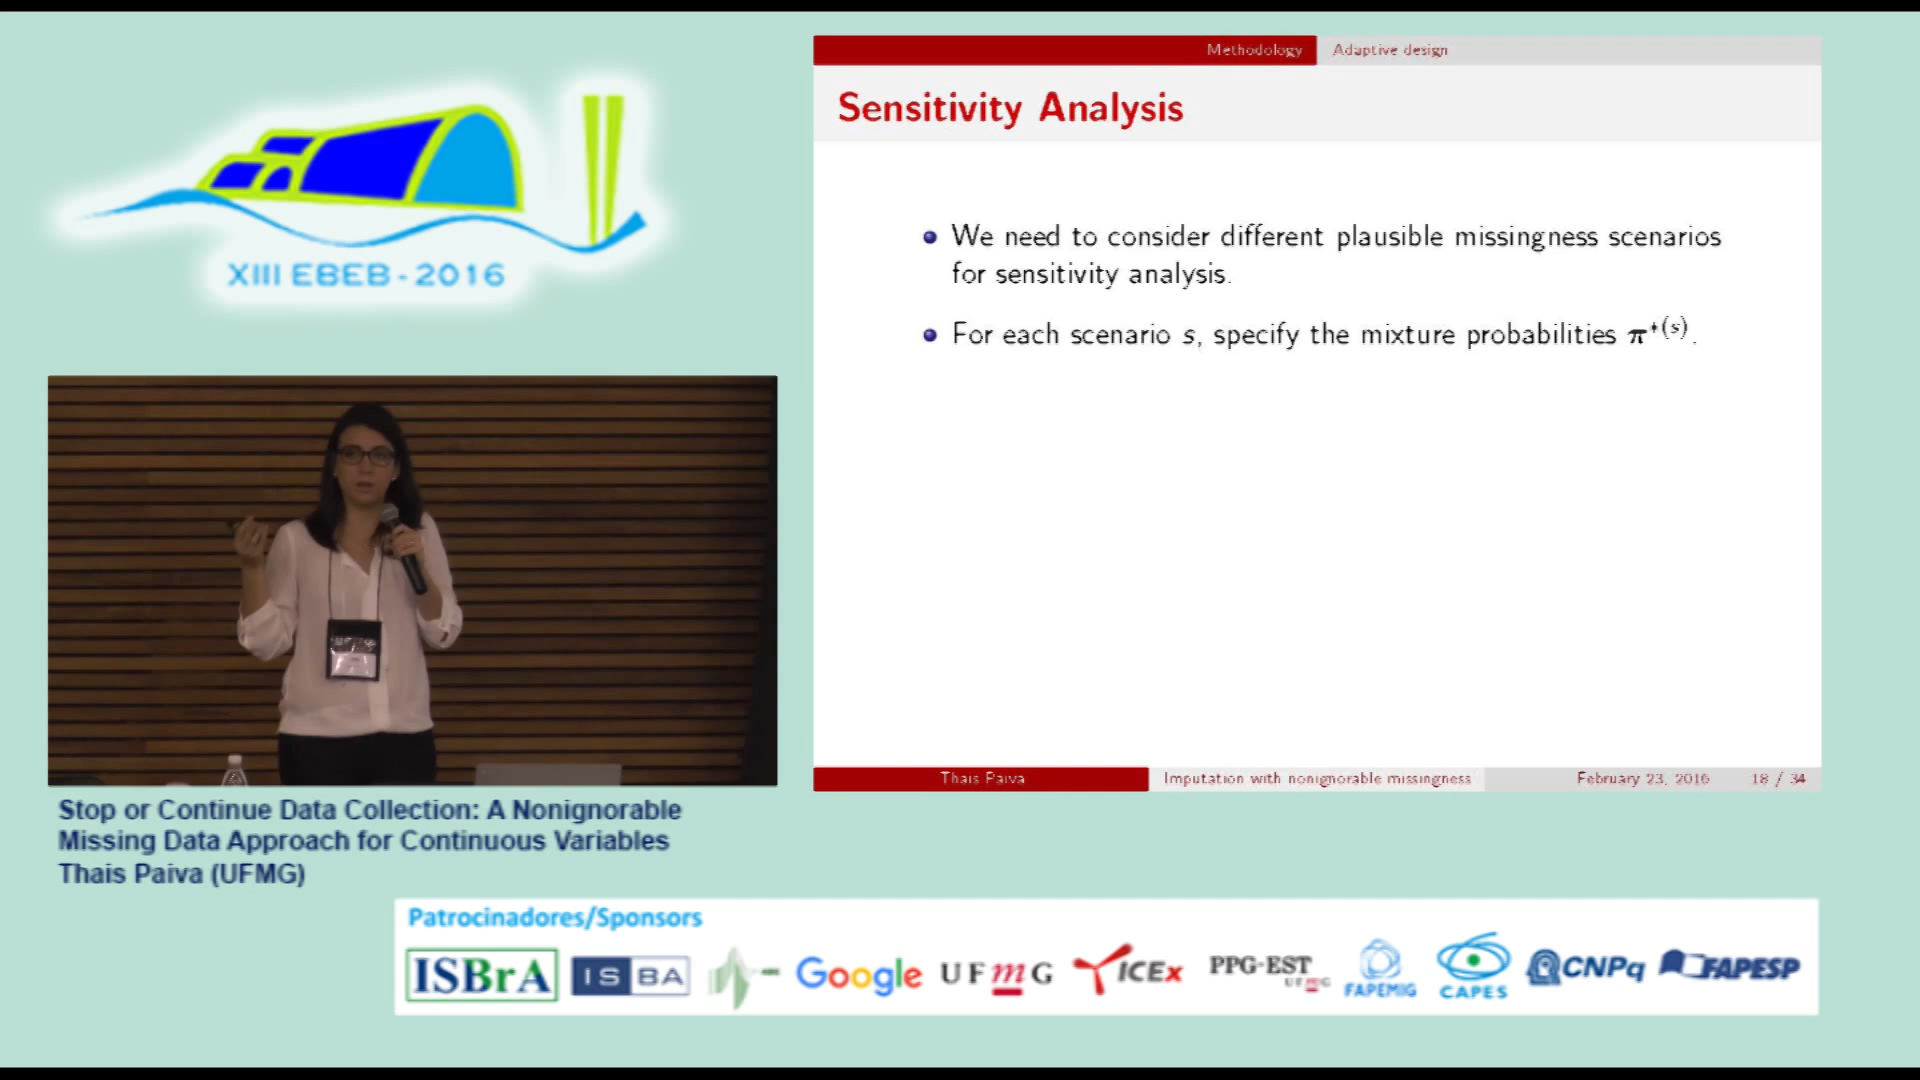 XIII EBEB - 2016
Methodology Adaptive design
Sensitivity Analysis
We need to consider different plausible missingness scenarios
for sensitivity analysis.
For each scenario s, specify the mixture probabilities π*(s).
Thais Paiva Imputation with nonignorable missingness February 23, 2016 18 / 34
Stop or Continue Data Collection: A Nonignorable
Missing Data Approach for Continuous Variables
Thais Paiva (UFMG)
Patrocinadores/Sponsors
ISBrA ISBA Google UFmG ICEx PPG-EST UFmG FAPEMIG CAPES CNPq FAPESP